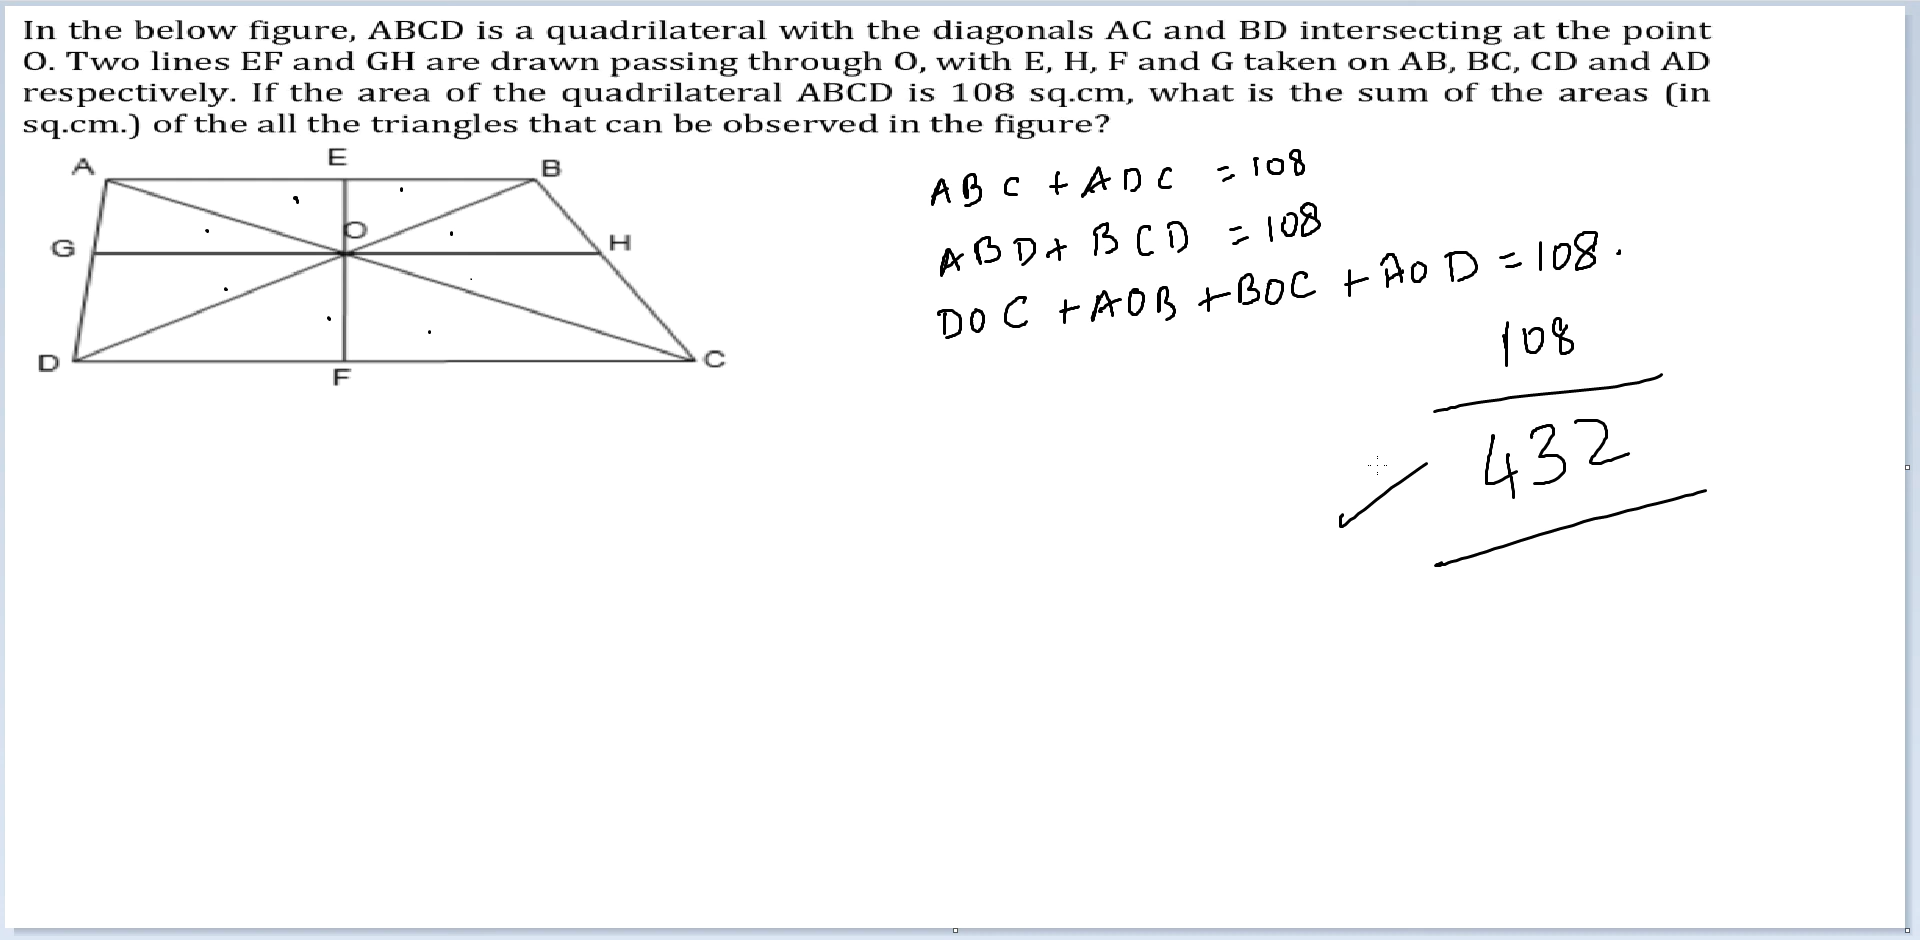 In the below figure, ABCD is a quadrilateral with the diagonals AC and BD intersecting at the point
O. Two lines EF and GH are drawn passing through O, with E, H, F and G taken on AB, BC, CD and AD
respectively. If the area of the quadrilateral ABCD is 108 sq.cm, what is the sum of the areas (in
sq.cm.) of the all the triangles that can be observed in the figure?
A E B
O
G H
D F C
ABC + ADC = 108
ABD + BCD = 108
DOC + AOB + BOC + AOD = 108.
108
432